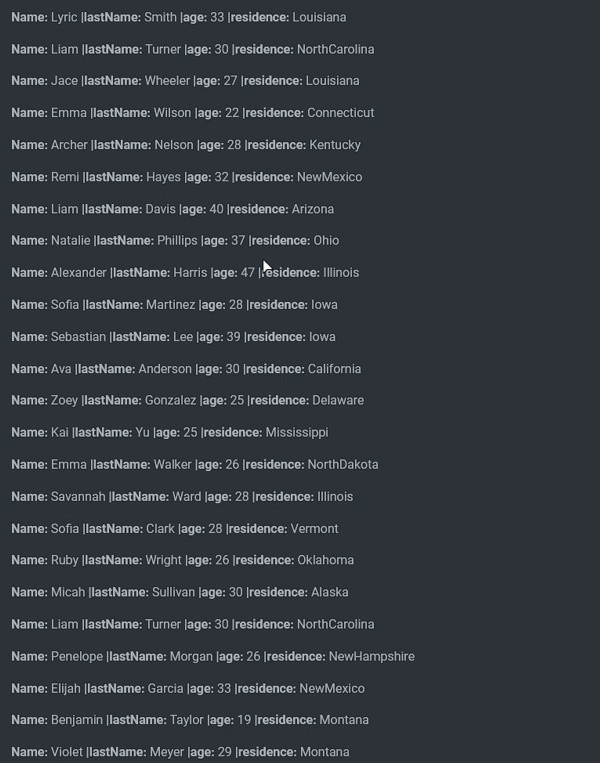 Name: Lyric |lastName: Smith |age: 33 |residence: Louisiana
Name: Liam |lastName: Turner |age: 30 |residence: NorthCarolina
Name: Jace |lastName: Wheeler |age: 27 |residence: Louisiana
Name: Emma |lastName: Wilson |age: 22 |residence: Connecticut
Name: Archer |lastName: Nelson |age: 28 |residence: Kentucky
Name: Remi |lastName: Hayes |age: 32 |residence: NewMexico
Name: Liam |lastName: Davis |age: 40 |residence: Arizona
Name: Natalie |lastName: Phillips |age: 37 |residence: Ohio
Name: Alexander |lastName: Harris |age: 47 |residence: Illinois
Name: Sofia |lastName: Martinez |age: 28 |residence: Iowa
Name: Sebastian |lastName: Lee |age: 39 |residence: Iowa
Name: Ava |lastName: Anderson |age: 30 |residence: California
Name: Zoey |lastName: Gonzalez |age: 25 |residence: Delaware
Name: Kai |lastName: Yu |age: 25 |residence: Mississippi
Name: Emma |lastName: Walker |age: 26 |residence: NorthDakota
Name: Savannah |lastName: Ward |age: 28 |residence: Illinois
Name: Sofia |lastName: Clark |age: 28 |residence: Vermont
Name: Ruby |lastName: Wright |age: 26 |residence: Oklahoma
Name: Micah |lastName: Sullivan |age: 30 |residence: Alaska
Name: Liam |lastName: Turner |age: 30 |residence: NorthCarolina
Name: Penelope |lastName: Morgan |age: 26 |residence: NewHampshire
Name: Elijah |lastName: Garcia |age: 33 |residence: NewMexico
Name: Benjamin |lastName: Taylor |age: 19 |residence: Montana
Name: Violet |lastName: Meyer |age: 29 |residence: Montana